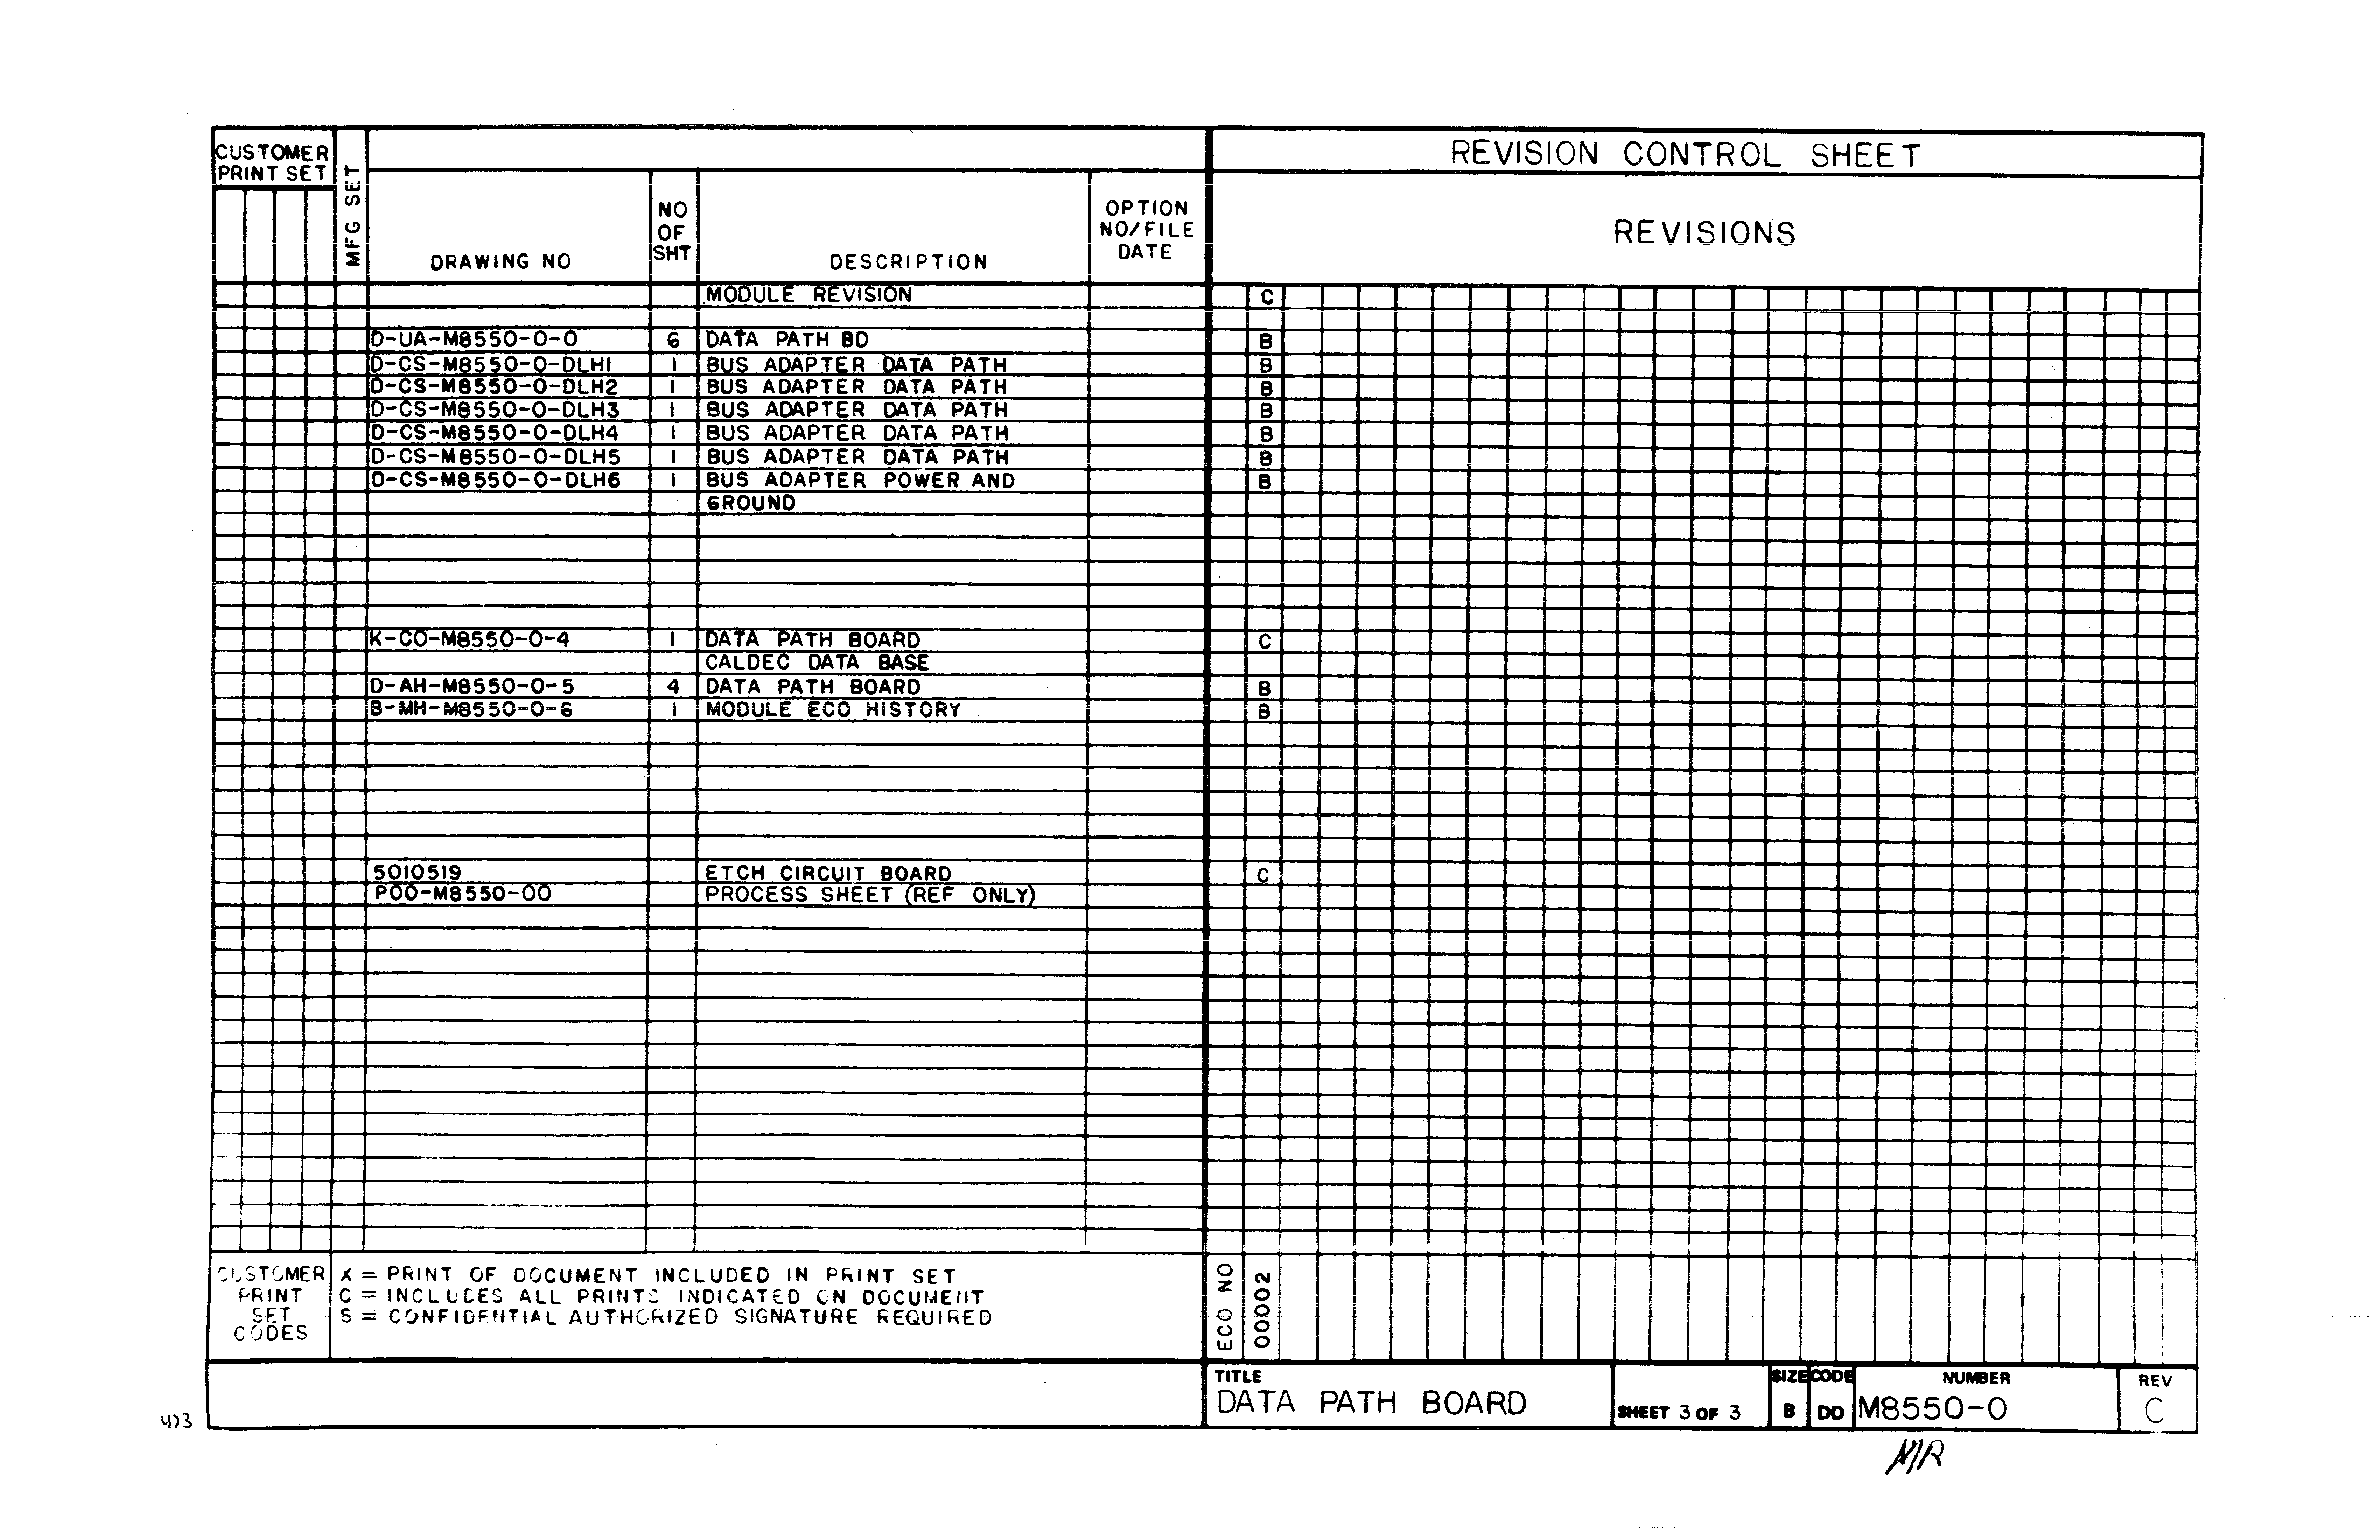 CUSTOMER
PRINT SET
MFG SET
REVISION CONTROL SHEET
DRAWING NO
NO
OF
SHT
DESCRIPTION
OPTION
NO/FILE
DATE
REVISIONS
MODULE REVISION C
D-UA-M8550-0-0 6 DATA PATH BD B
D-CS-M8550-0-DLH1 1 BUS ADAPTER DATA PATH B
D-CS-M8550-0-DLH2 1 BUS ADAPTER DATA PATH B
D-CS-M8550-0-DLH3 1 BUS ADAPTER DATA PATH B
D-CS-M8550-0-DLH4 1 BUS ADAPTER DATA PATH B
D-CS-M8550-0-DLH5 1 BUS ADAPTER DATA PATH B
D-CS-M8550-0-DLH6 1 BUS ADAPTER POWER AND B
GROUND
K-CO-M8550-0-4 1 DATA PATH BOARD C
CALDEC DATA BASE
D-AH-M8550-0-5 4 DATA PATH BOARD B
B-MH-M8550-0-6 1 MODULE ECO HISTORY B
5010519 ETCH CIRCUIT BOARD C
P00-M8550-00 PROCESS SHEET (REF ONLY)
CUSTOMER
PRINT
SET
CODES
X = PRINT OF DOCUMENT INCLUDED IN PRINT SET
C = INCLUDES ALL PRINTS INDICATED ON DOCUMENT
S = CONFIDENTIAL AUTHORIZED SIGNATURE REQUIRED
ECO NO
00002
TITLE
DATA PATH BOARD
SHEET 3 OF 3
SIZE
B
CODE
DD
NUMBER
M8550-0
REV
C